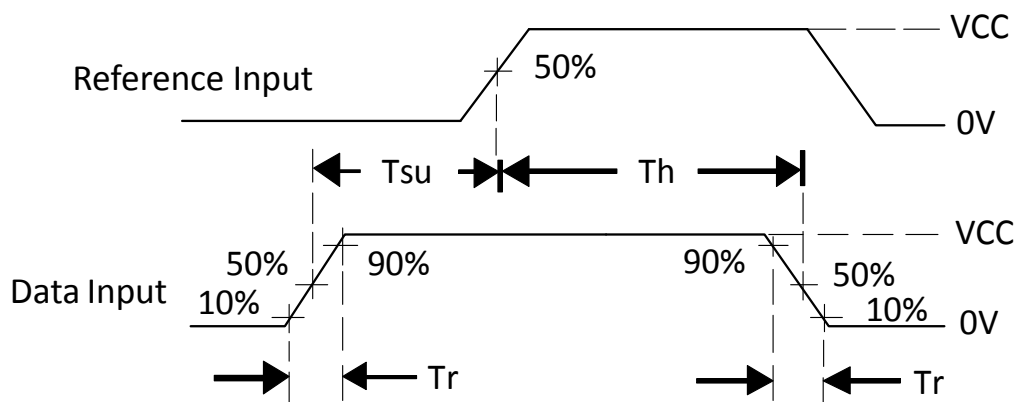 VCC
50%
Reference Input
0V
Tsu
Th
VCC
50%
90%
90%
50%
Data Input
10%
10%
0V
Tr
Tr